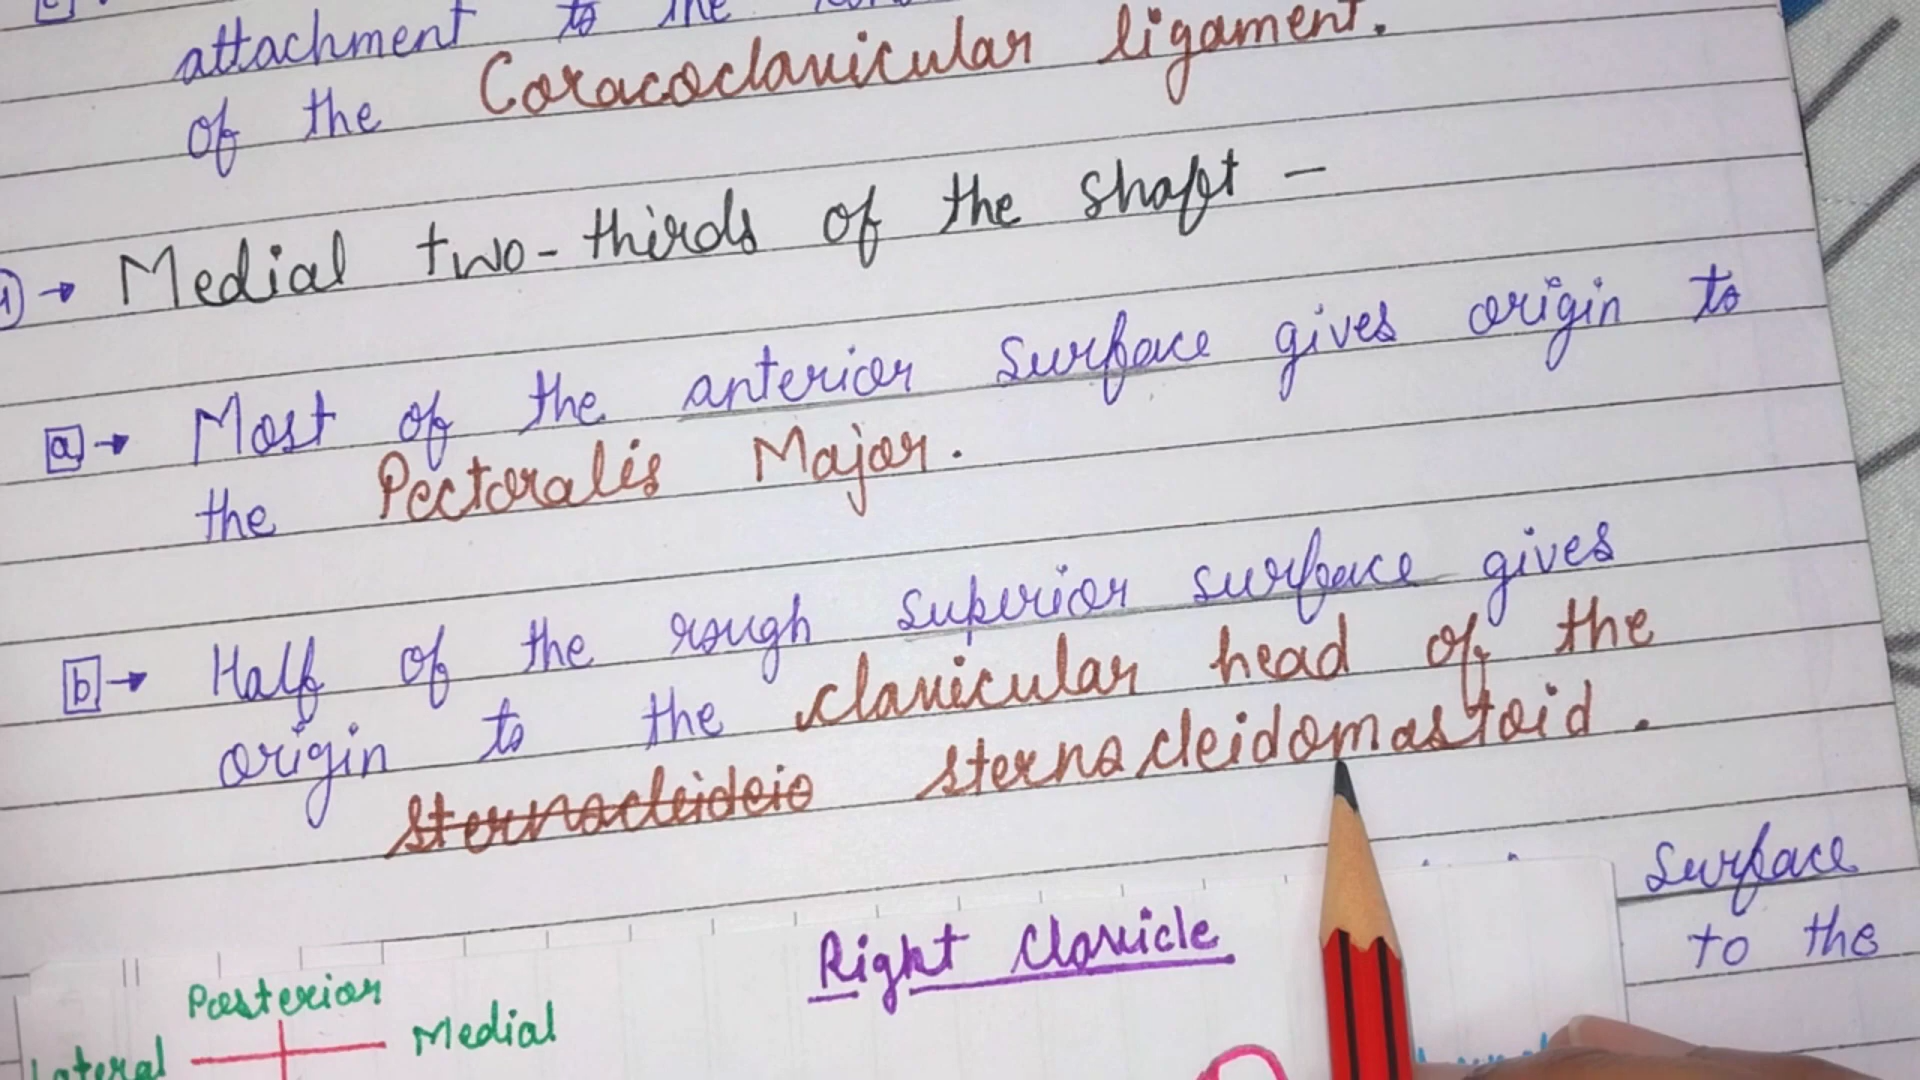 attachment to the
of the Coracoclavicular ligament.
→ Medial two-thirds of the shaft -
a → Most of the anterior surface gives origin to
the Pectoralis Major.
b → Half of the rough superior surface gives
origin to the clavicular head of the
sternocleideio sternocleidomastoid.
surface
to the
Right Clavicle
Posterior
Lateral Medial